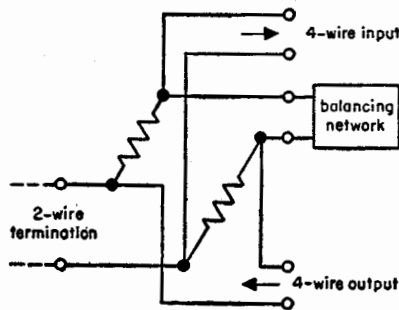 4-wire input
balancing
network
2-wire
termination
4-wire output